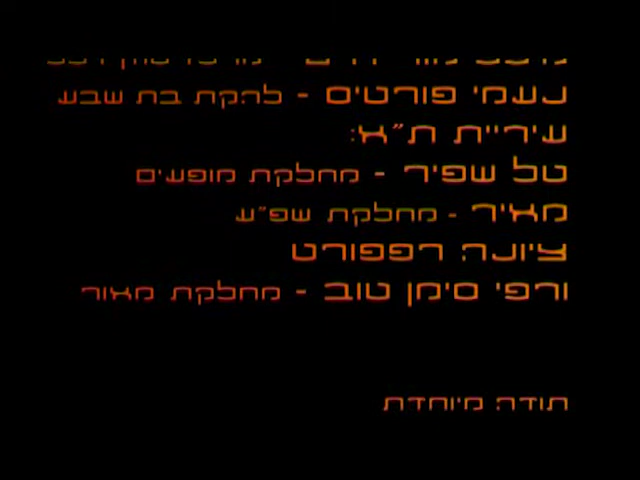 נעמי פורטיס - להקת בת שבע
עיריית ת"א:
טל שפיר - מחלקת מופעים
מאיר - מחלקת שפ"ע
ציונה רפפורט
ורפי סימן טוב - מחלקת מאור
תודה מיוחדת